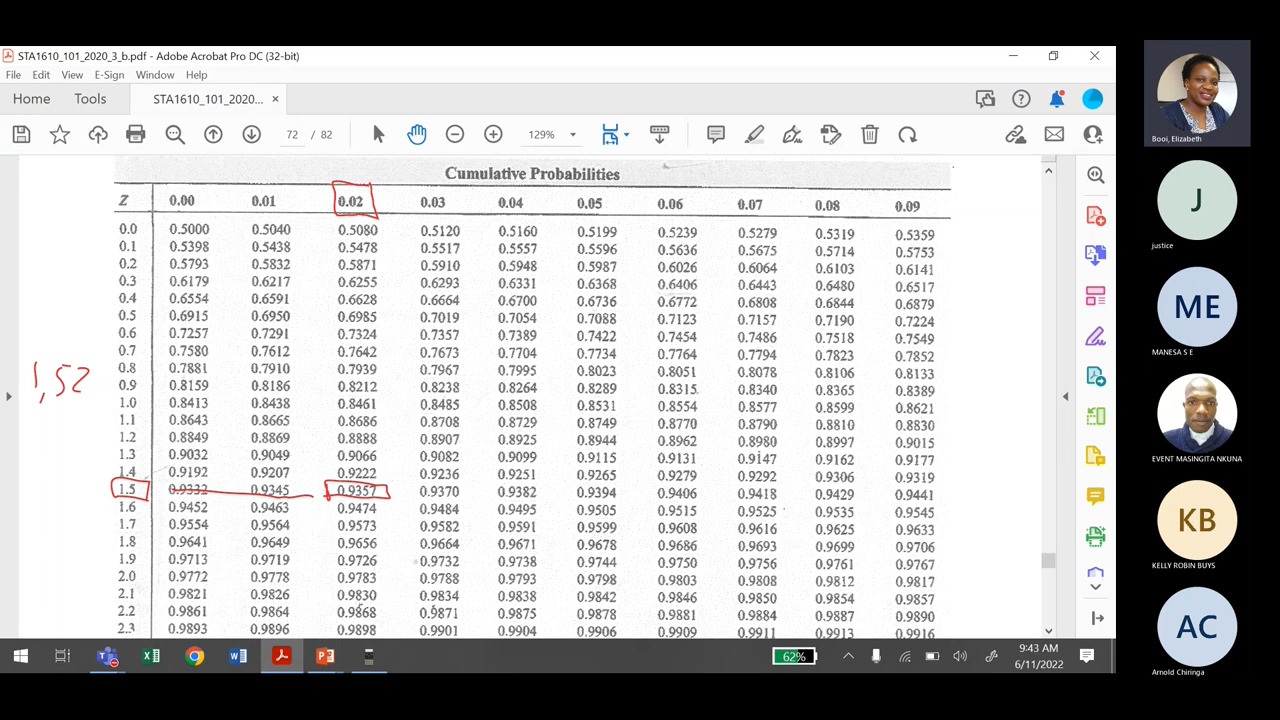 STA1610_101_2020_3_b.pdf - Adobe Acrobat Pro DC (32-bit)
File Edit View E-Sign Window Help
Home Tools STA1610_101_2020... ×
72 / 82 129%
Cumulative Probabilities
Z 0.00 0.01 0.02 0.03 0.04 0.05 0.06 0.07 0.08 0.09
0.0 0.5000 0.5040 0.5080 0.5120 0.5160 0.5199 0.5239 0.5279 0.5319 0.5359
0.1 0.5398 0.5438 0.5478 0.5517 0.5557 0.5596 0.5636 0.5675 0.5714 0.5753
0.2 0.5793 0.5832 0.5871 0.5910 0.5948 0.5987 0.6026 0.6064 0.6103 0.6141
0.3 0.6179 0.6217 0.6255 0.6293 0.6331 0.6368 0.6406 0.6443 0.6480 0.6517
0.4 0.6554 0.6591 0.6628 0.6664 0.6700 0.6736 0.6772 0.6808 0.6844 0.6879
0.5 0.6915 0.6950 0.6985 0.7019 0.7054 0.7088 0.7123 0.7157 0.7190 0.7224
0.6 0.7257 0.7291 0.7324 0.7357 0.7389 0.7422 0.7454 0.7486 0.7518 0.7549
0.7 0.7580 0.7612 0.7642 0.7673 0.7704 0.7734 0.7764 0.7794 0.7823 0.7852
0.8 0.7881 0.7910 0.7939 0.7967 0.7995 0.8023 0.8051 0.8078 0.8106 0.8133
1,52
0.9 0.8159 0.8186 0.8212 0.8238 0.8264 0.8289 0.8315 0.8340 0.8365 0.8389
1.0 0.8413 0.8438 0.8461 0.8485 0.8508 0.8531 0.8554 0.8577 0.8599 0.8621
1.1 0.8643 0.8665 0.8686 0.8708 0.8729 0.8749 0.8770 0.8790 0.8810 0.8830
1.2 0.8849 0.8869 0.8888 0.8907 0.8925 0.8944 0.8962 0.8980 0.8997 0.9015
1.3 0.9032 0.9049 0.9066 0.9082 0.9099 0.9115 0.9131 0.9147 0.9162 0.9177
1.4 0.9192 0.9207 0.9222 0.9236 0.9251 0.9265 0.9279 0.9292 0.9306 0.9319
1.5 0.9332 0.9345 0.9357 0.9370 0.9382 0.9394 0.9406 0.9418 0.9429 0.9441
1.6 0.9452 0.9463 0.9474 0.9484 0.9495 0.9505 0.9515 0.9525 0.9535 0.9545
1.7 0.9554 0.9564 0.9573 0.9582 0.9591 0.9599 0.9608 0.9616 0.9625 0.9633
1.8 0.9641 0.9649 0.9656 0.9664 0.9671 0.9678 0.9686 0.9693 0.9699 0.9706
1.9 0.9713 0.9719 0.9726 0.9732 0.9738 0.9744 0.9750 0.9756 0.9761 0.9767
2.0 0.9772 0.9778 0.9783 0.9788 0.9793 0.9798 0.9803 0.9808 0.9812 0.9817
2.1 0.9821 0.9826 0.9830 0.9834 0.9838 0.9842 0.9846 0.9850 0.9854 0.9857
2.2 0.9861 0.9864 0.9868 0.9871 0.9875 0.9878 0.9881 0.9884 0.9887 0.9890
2.3 0.9893 0.9896 0.9898 0.9901 0.9904 0.9906 0.9909 0.9911 0.9913 0.9916
62%
9:43 AM
6/11/2022
Booi, Elizabeth
J
justice
ME
MANESA S E
EVENT MASINGITA NKUNA
KB
KELLY ROBIN BUYS
AC
Arnold Chiringa